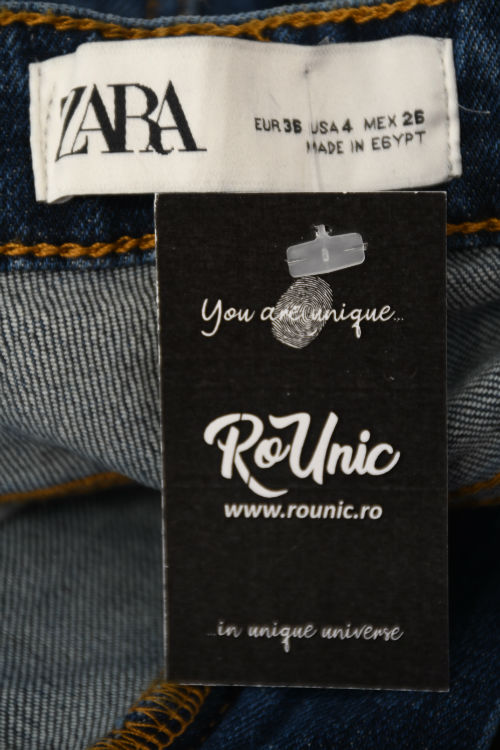 ZARA
EUR 36 USA 4 MEX 26
MADE IN EGYPT
You are unique...
RoUnic
www.rounic.ro
...in unique universe